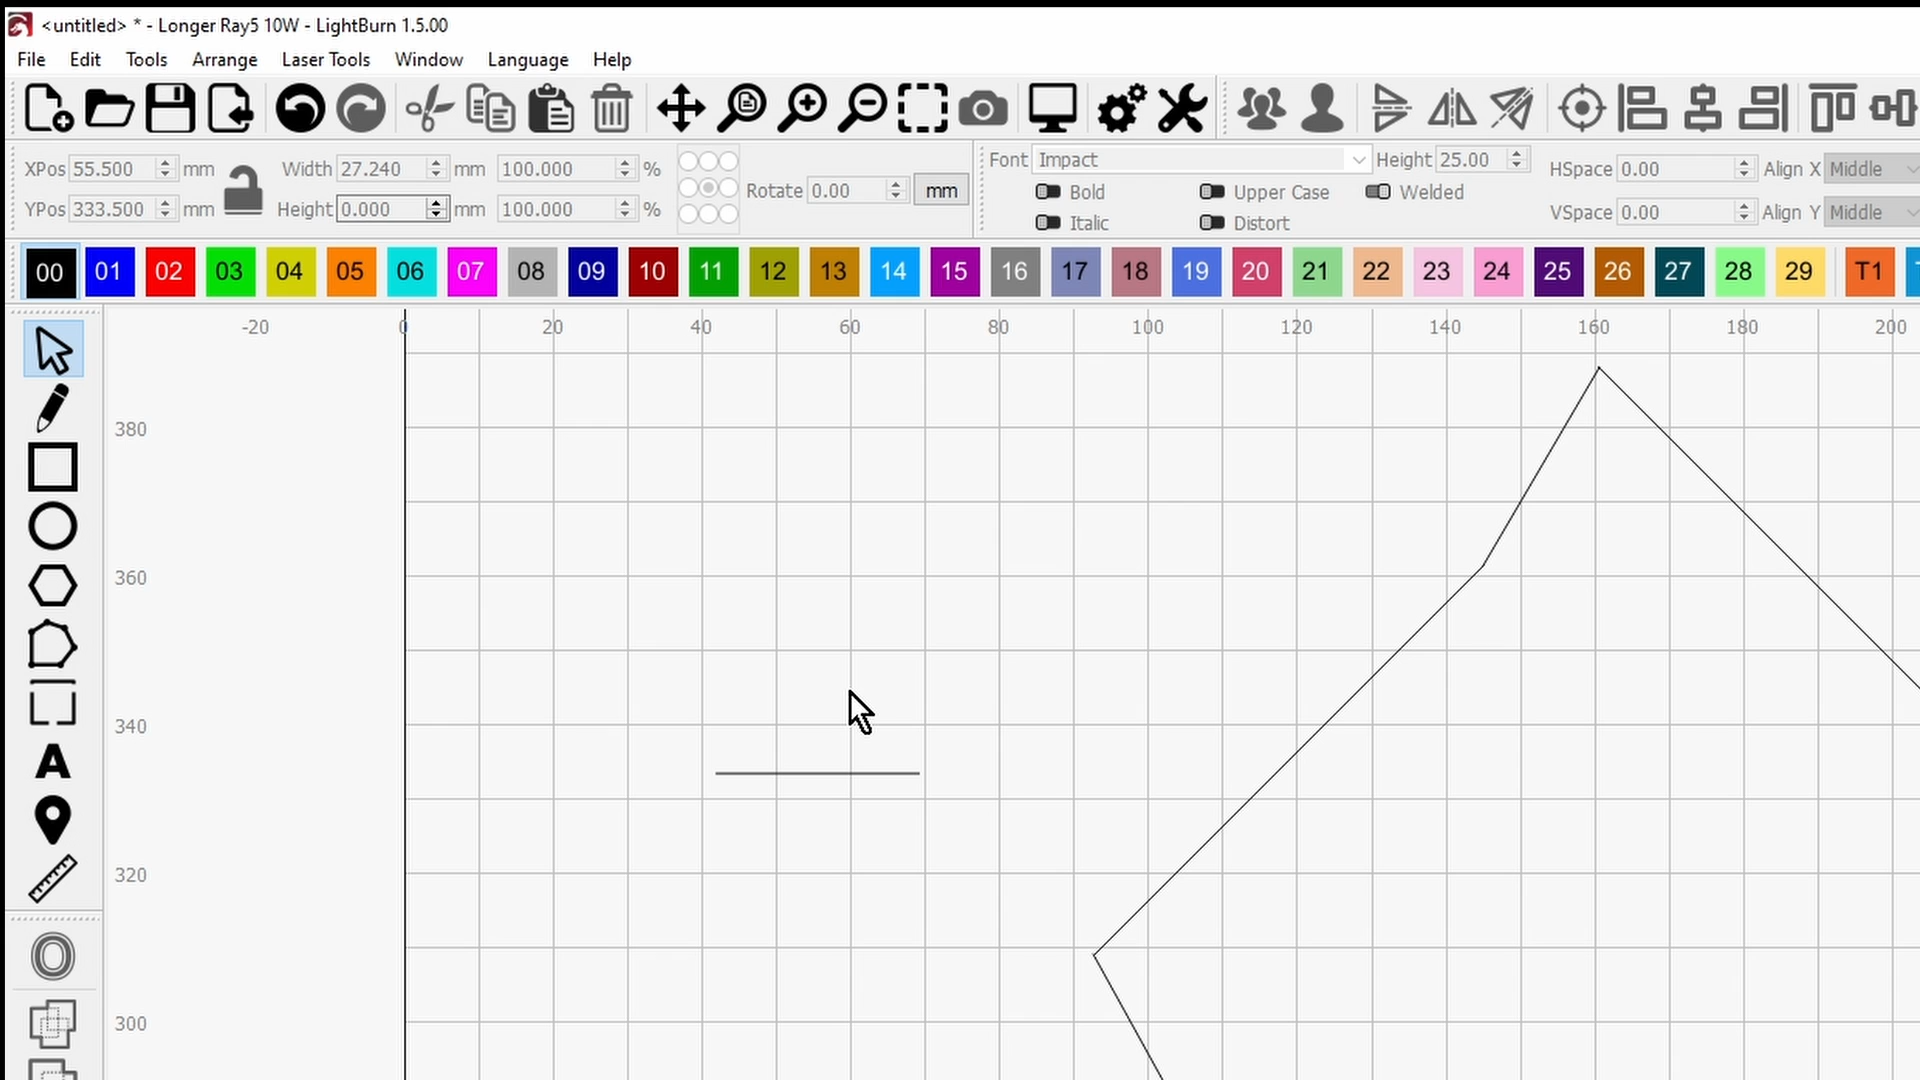 <untitled> * - Longer Ray5 10W - LightBurn 1.5.00
File Edit Tools Arrange Laser Tools Window Language Help
XPos 55.500 mm Width 27.240 mm 100.000 % Rotate 0.00 mm Font Impact Height 25.00 HSpace 0.00 Align X Middle
Bold Upper Case Welded
YPos 333.500 mm Height 0.000 mm 100.000 % Italic Distort VSpace 0.00 Align Y Middle
00 01 02 03 04 05 06 07 08 09 10 11 12 13 14 15 16 17 18 19 20 21 22 23 24 25 26 27 28 29 T1
-20 0 20 40 60 80 100 120 140 160 180 200
380
360
340
A
320
300